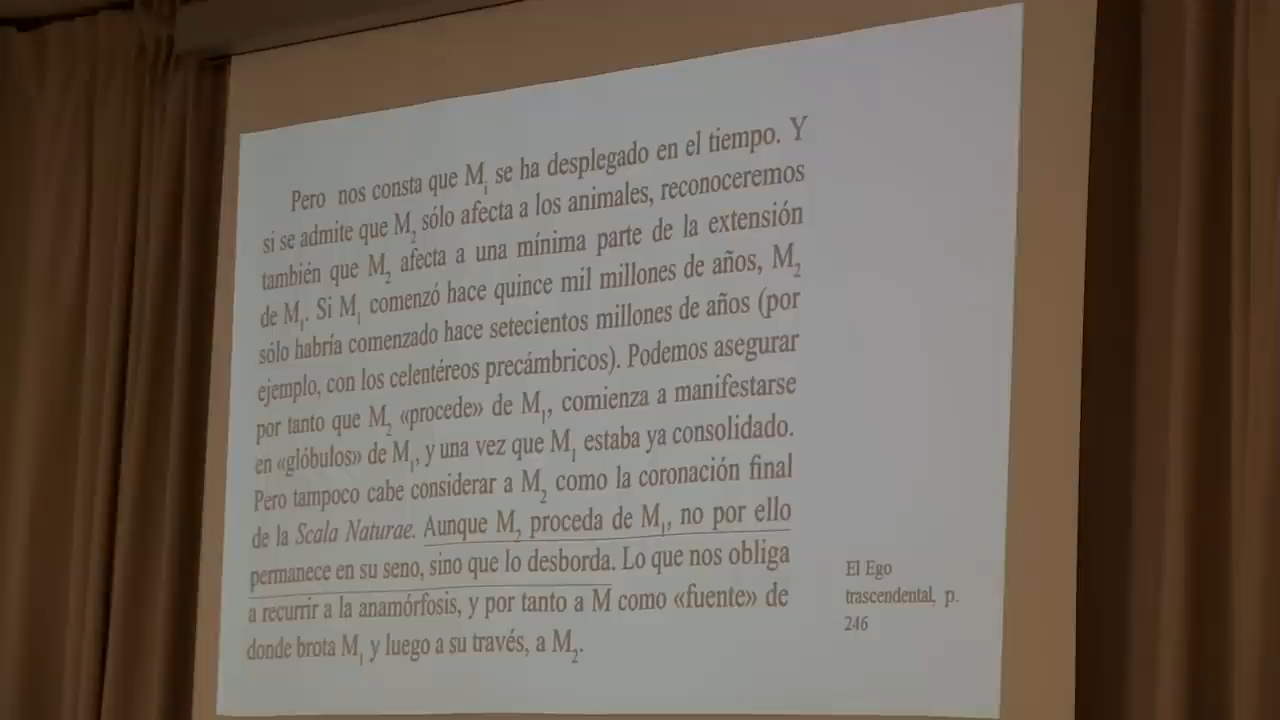 Pero nos consta que M₁ se ha desplegado en el tiempo. Y
si se admite que M₂ sólo afecta a los animales, reconoceremos
también que M₂ afecta a una mínima parte de la extensión
de M₁. Si M₁ comenzó hace quince mil millones de años, M₂
sólo habría comenzado hace setecientos millones de años (por
ejemplo, con los celentéreos precámbricos). Podemos asegurar
por tanto que M₂ «procede» de M₁, comienza a manifestarse
en «glóbulos» de M₁, y una vez que M₁ estaba ya consolidado.
Pero tampoco cabe considerar a M₂ como la coronación final
de la Scala Naturae. Aunque M₂ proceda de M₁, no por ello
permanece en su seno, sino que lo desborda. Lo que nos obliga
a recurrir a la anamórfosis, y por tanto a M como «fuente» de
donde brota M₁ y luego a su través, a M₂.
El Ego
trascendental, p.
246